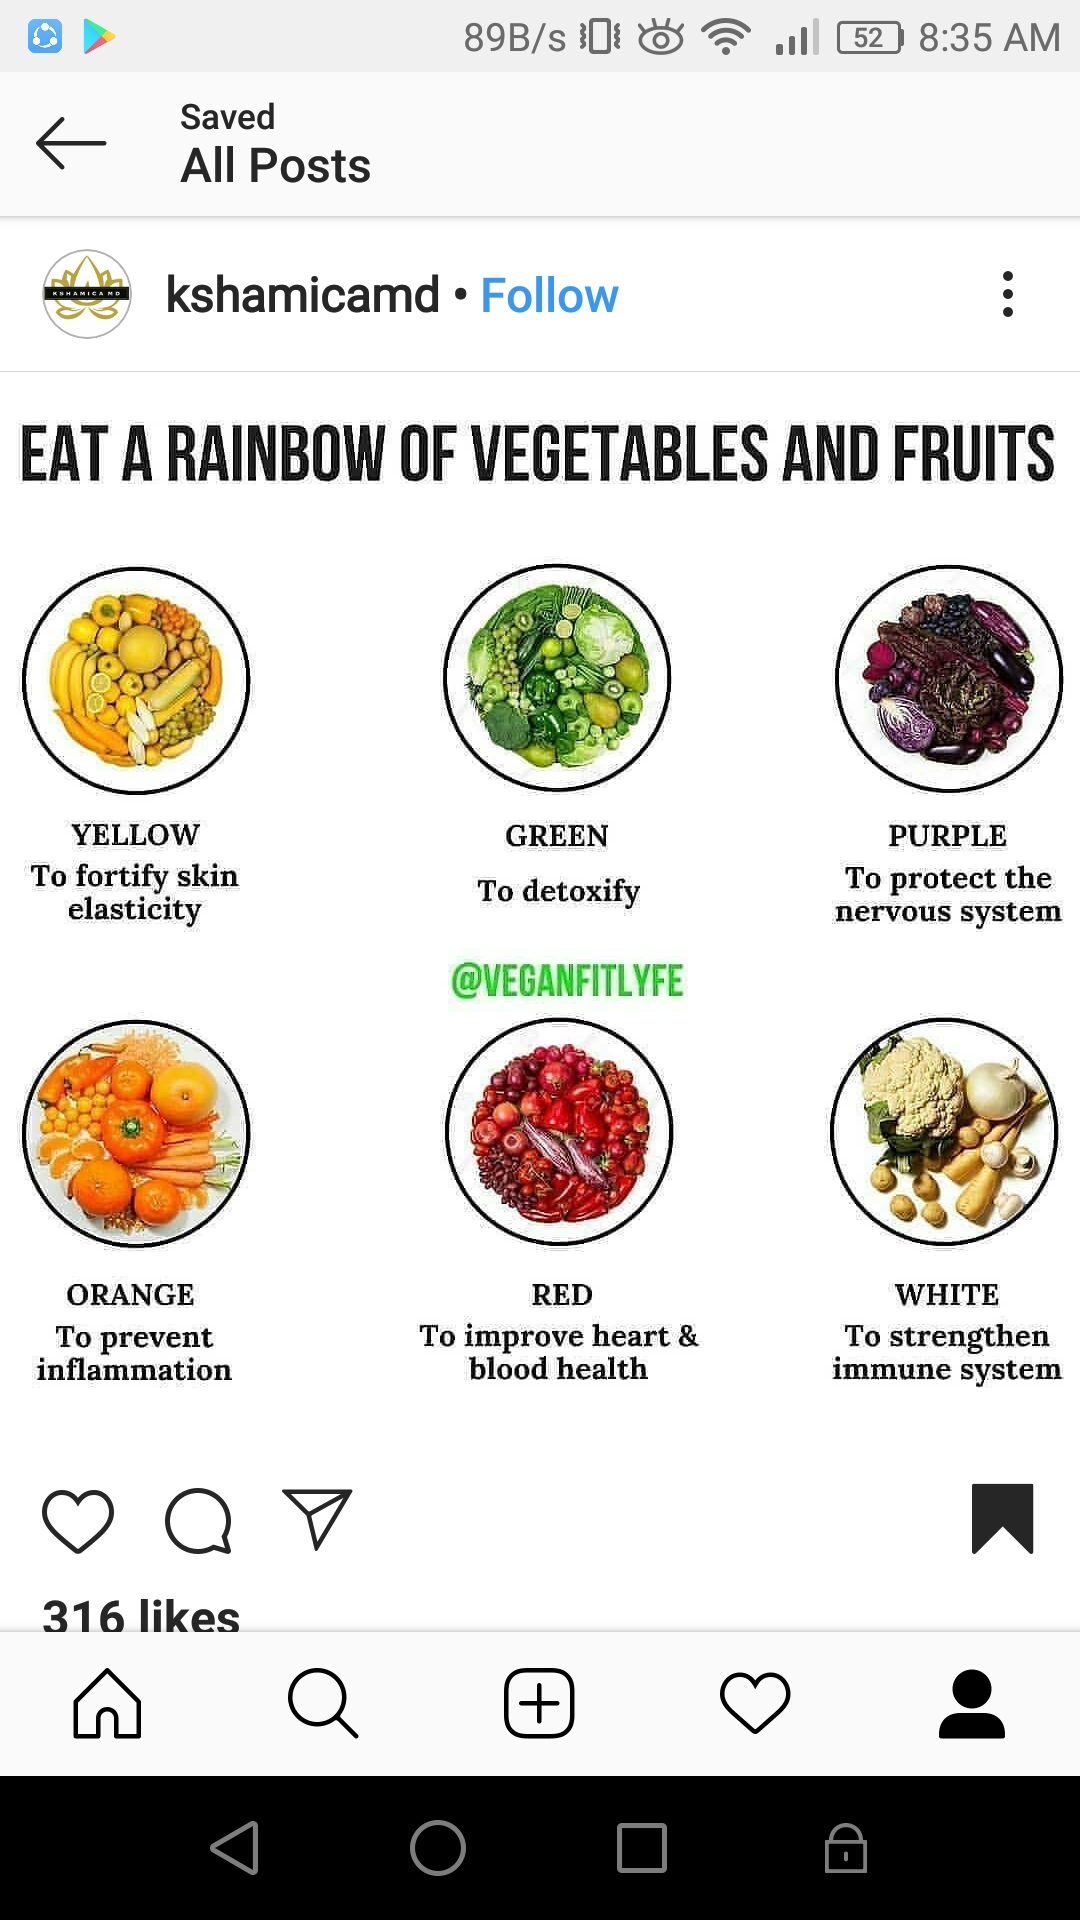 89B/s 52 8:35 AM
Saved
All Posts
KSHAMICA MD
kshamicamd • Follow
EAT A RAINBOW OF VEGETABLES AND FRUITS
YELLOW
To fortify skin
elasticity
GREEN
To detoxify
PURPLE
To protect the
nervous system
@VEGANFITLYFE
ORANGE
To prevent
inflammation
RED
To improve heart &
blood health
WHITE
To strengthen
immune system
316 likes